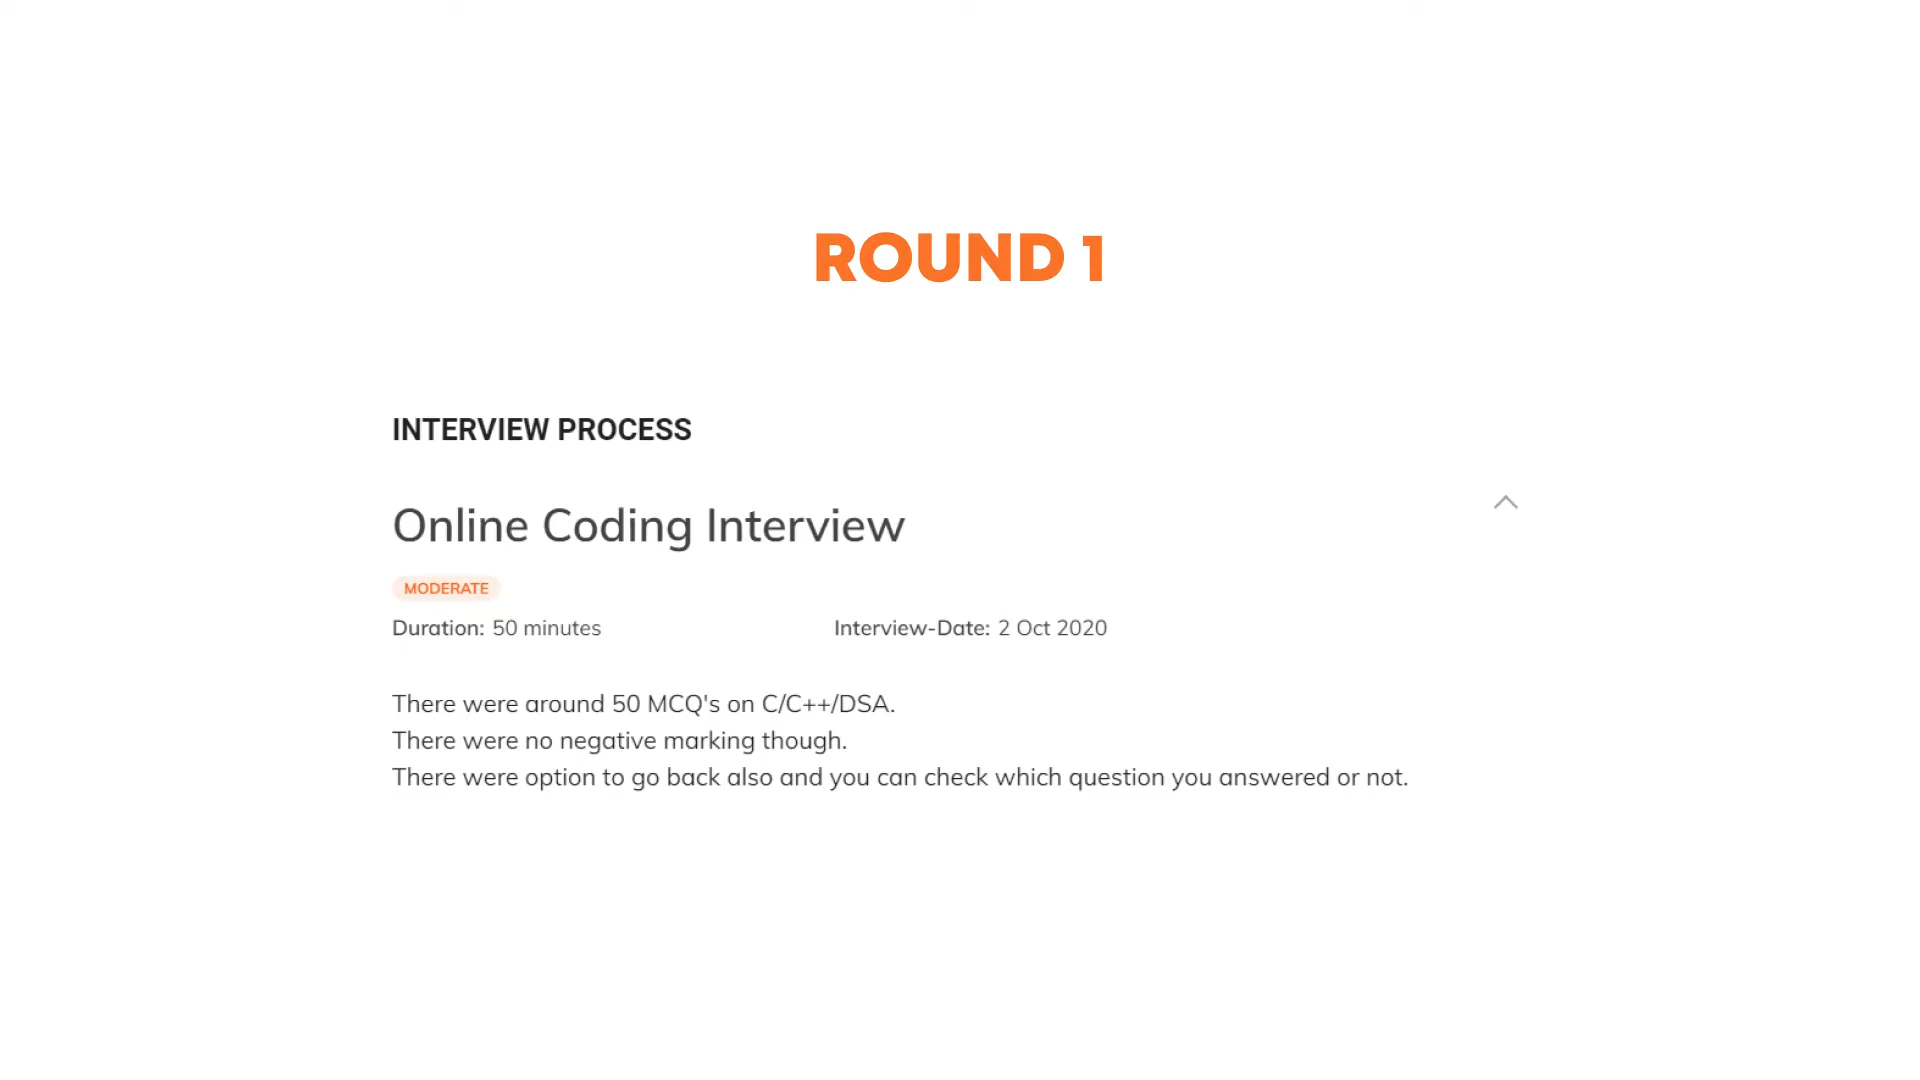 ROUND 1
INTERVIEW PROCESS
Online Coding Interview
MODERATE
Duration: 50 minutes Interview-Date: 2 Oct 2020
There were around 50 MCQ's on C/C++/DSA.
There were no negative marking though.
There were option to go back also and you can check which question you answered or not.